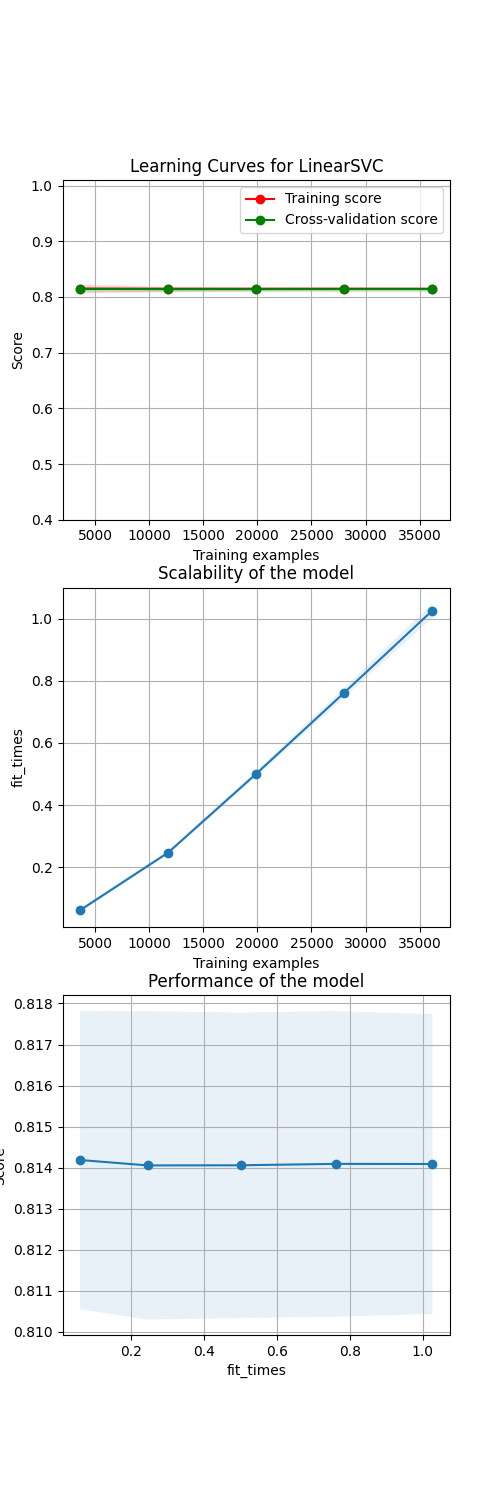 Learning Curves for LinearSVC
1.0
0.9
0.8
0.7
0.6
0.5
0.4
Score
Training score
Cross-validation score
5000 10000 15000 20000 25000 30000 35000
Training examples
Scalability of the model
1.0
0.8
0.6
0.4
0.2
fit_times
5000 10000 15000 20000 25000 30000 35000
Training examples
Performance of the model
0.818
0.817
0.816
0.815
0.814
0.813
0.812
0.811
0.810
Score
0.2 0.4 0.6 0.8 1.0
fit_times